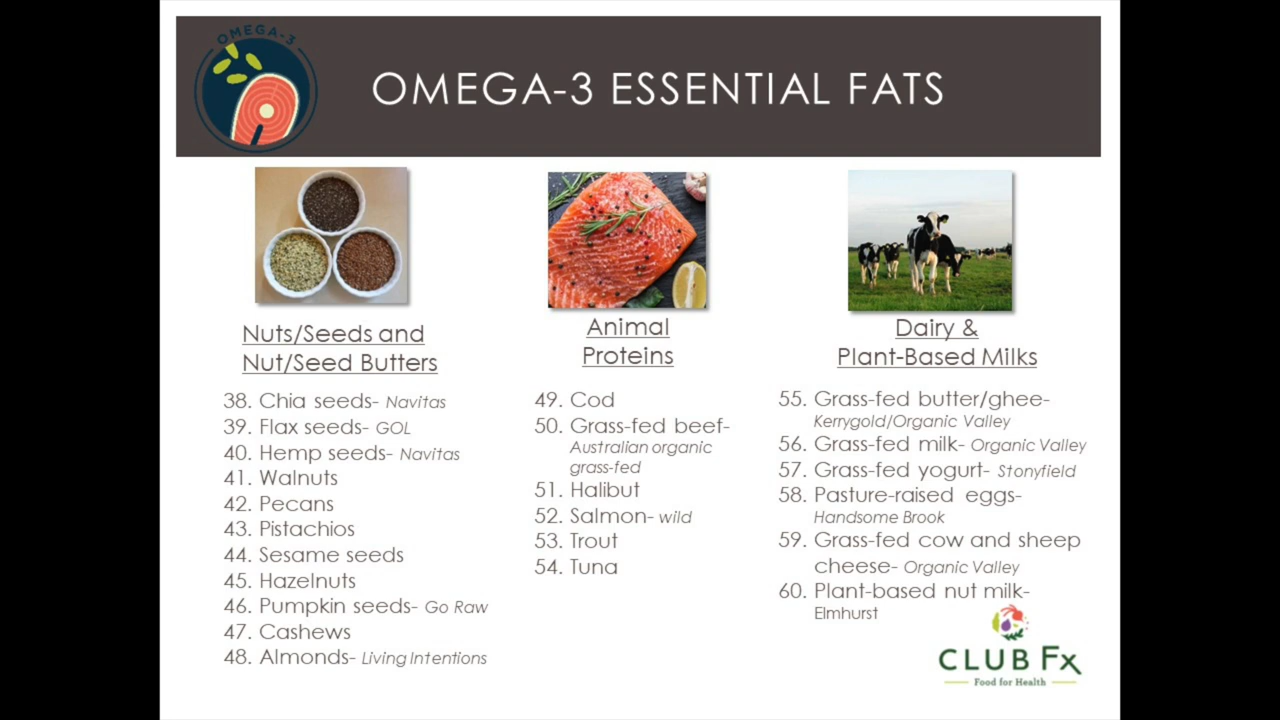 OMEGA-3
OMEGA-3 ESSENTIAL FATS
Nuts/Seeds and
Nut/Seed Butters
38. Chia seeds- Navitas
39. Flax seeds- GOL
40. Hemp seeds- Navitas
41. Walnuts
42. Pecans
43. Pistachios
44. Sesame seeds
45. Hazelnuts
46. Pumpkin seeds- Go Raw
47. Cashews
48. Almonds- Living Intentions
Animal
Proteins
49. Cod
50. Grass-fed beef-
Australian organic
grass-fed
51. Halibut
52. Salmon- wild
53. Trout
54. Tuna
Dairy &
Plant-Based Milks
55. Grass-fed butter/ghee-
Kerrygold/Organic Valley
56. Grass-fed milk- Organic Valley
57. Grass-fed yogurt- Stonyfield
58. Pasture-raised eggs-
Handsome Brook
59. Grass-fed cow and sheep
cheese- Organic Valley
60. Plant-based nut milk-
Elmhurst
CLUB Fx
Food for Health